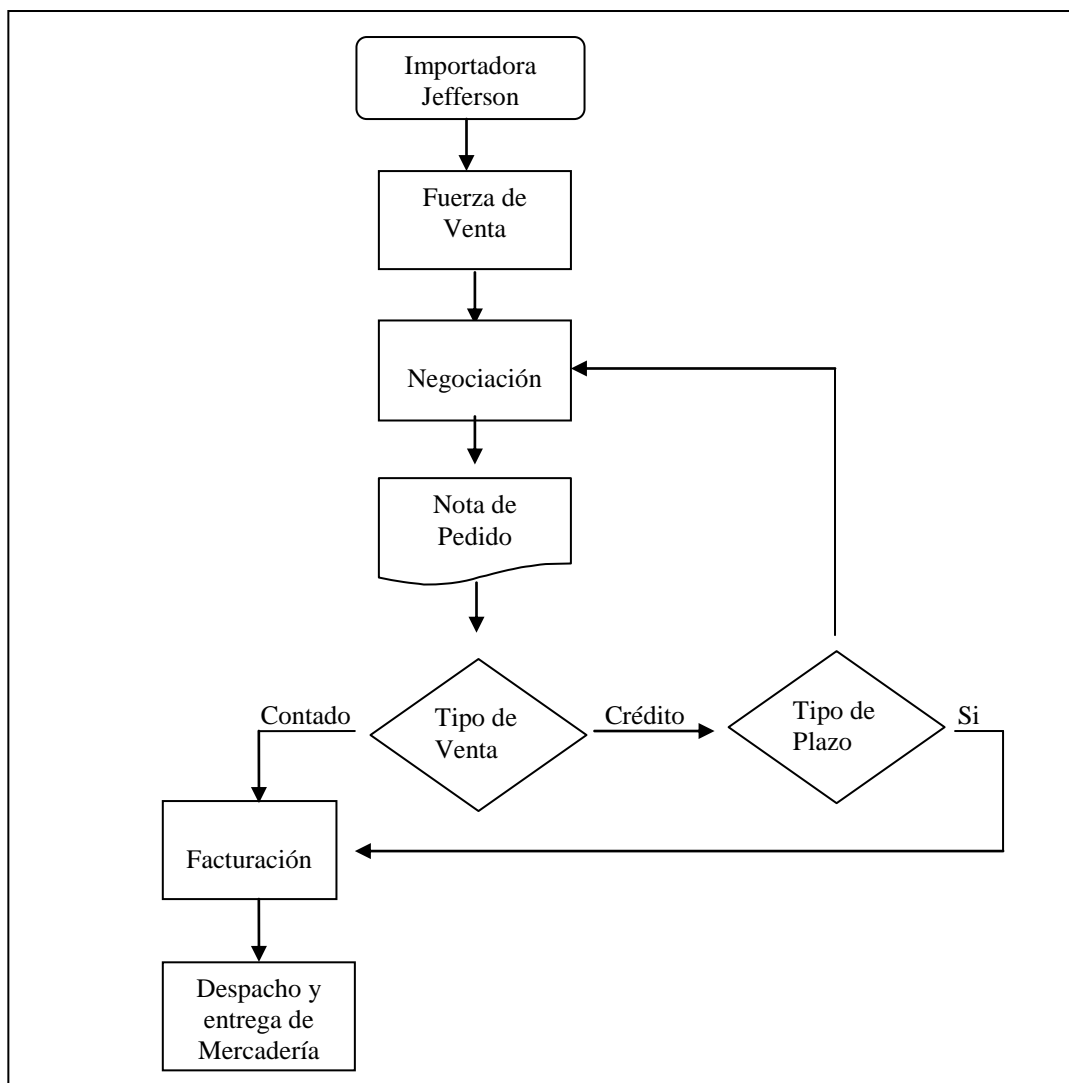 Importadora
Jefferson
Fuerza de
Venta
Negociación
Nota de
Pedido
Contado
Tipo de
Venta
Crédito
Tipo de
Plazo
Si
Facturación
Despacho y
entrega de
Mercadería